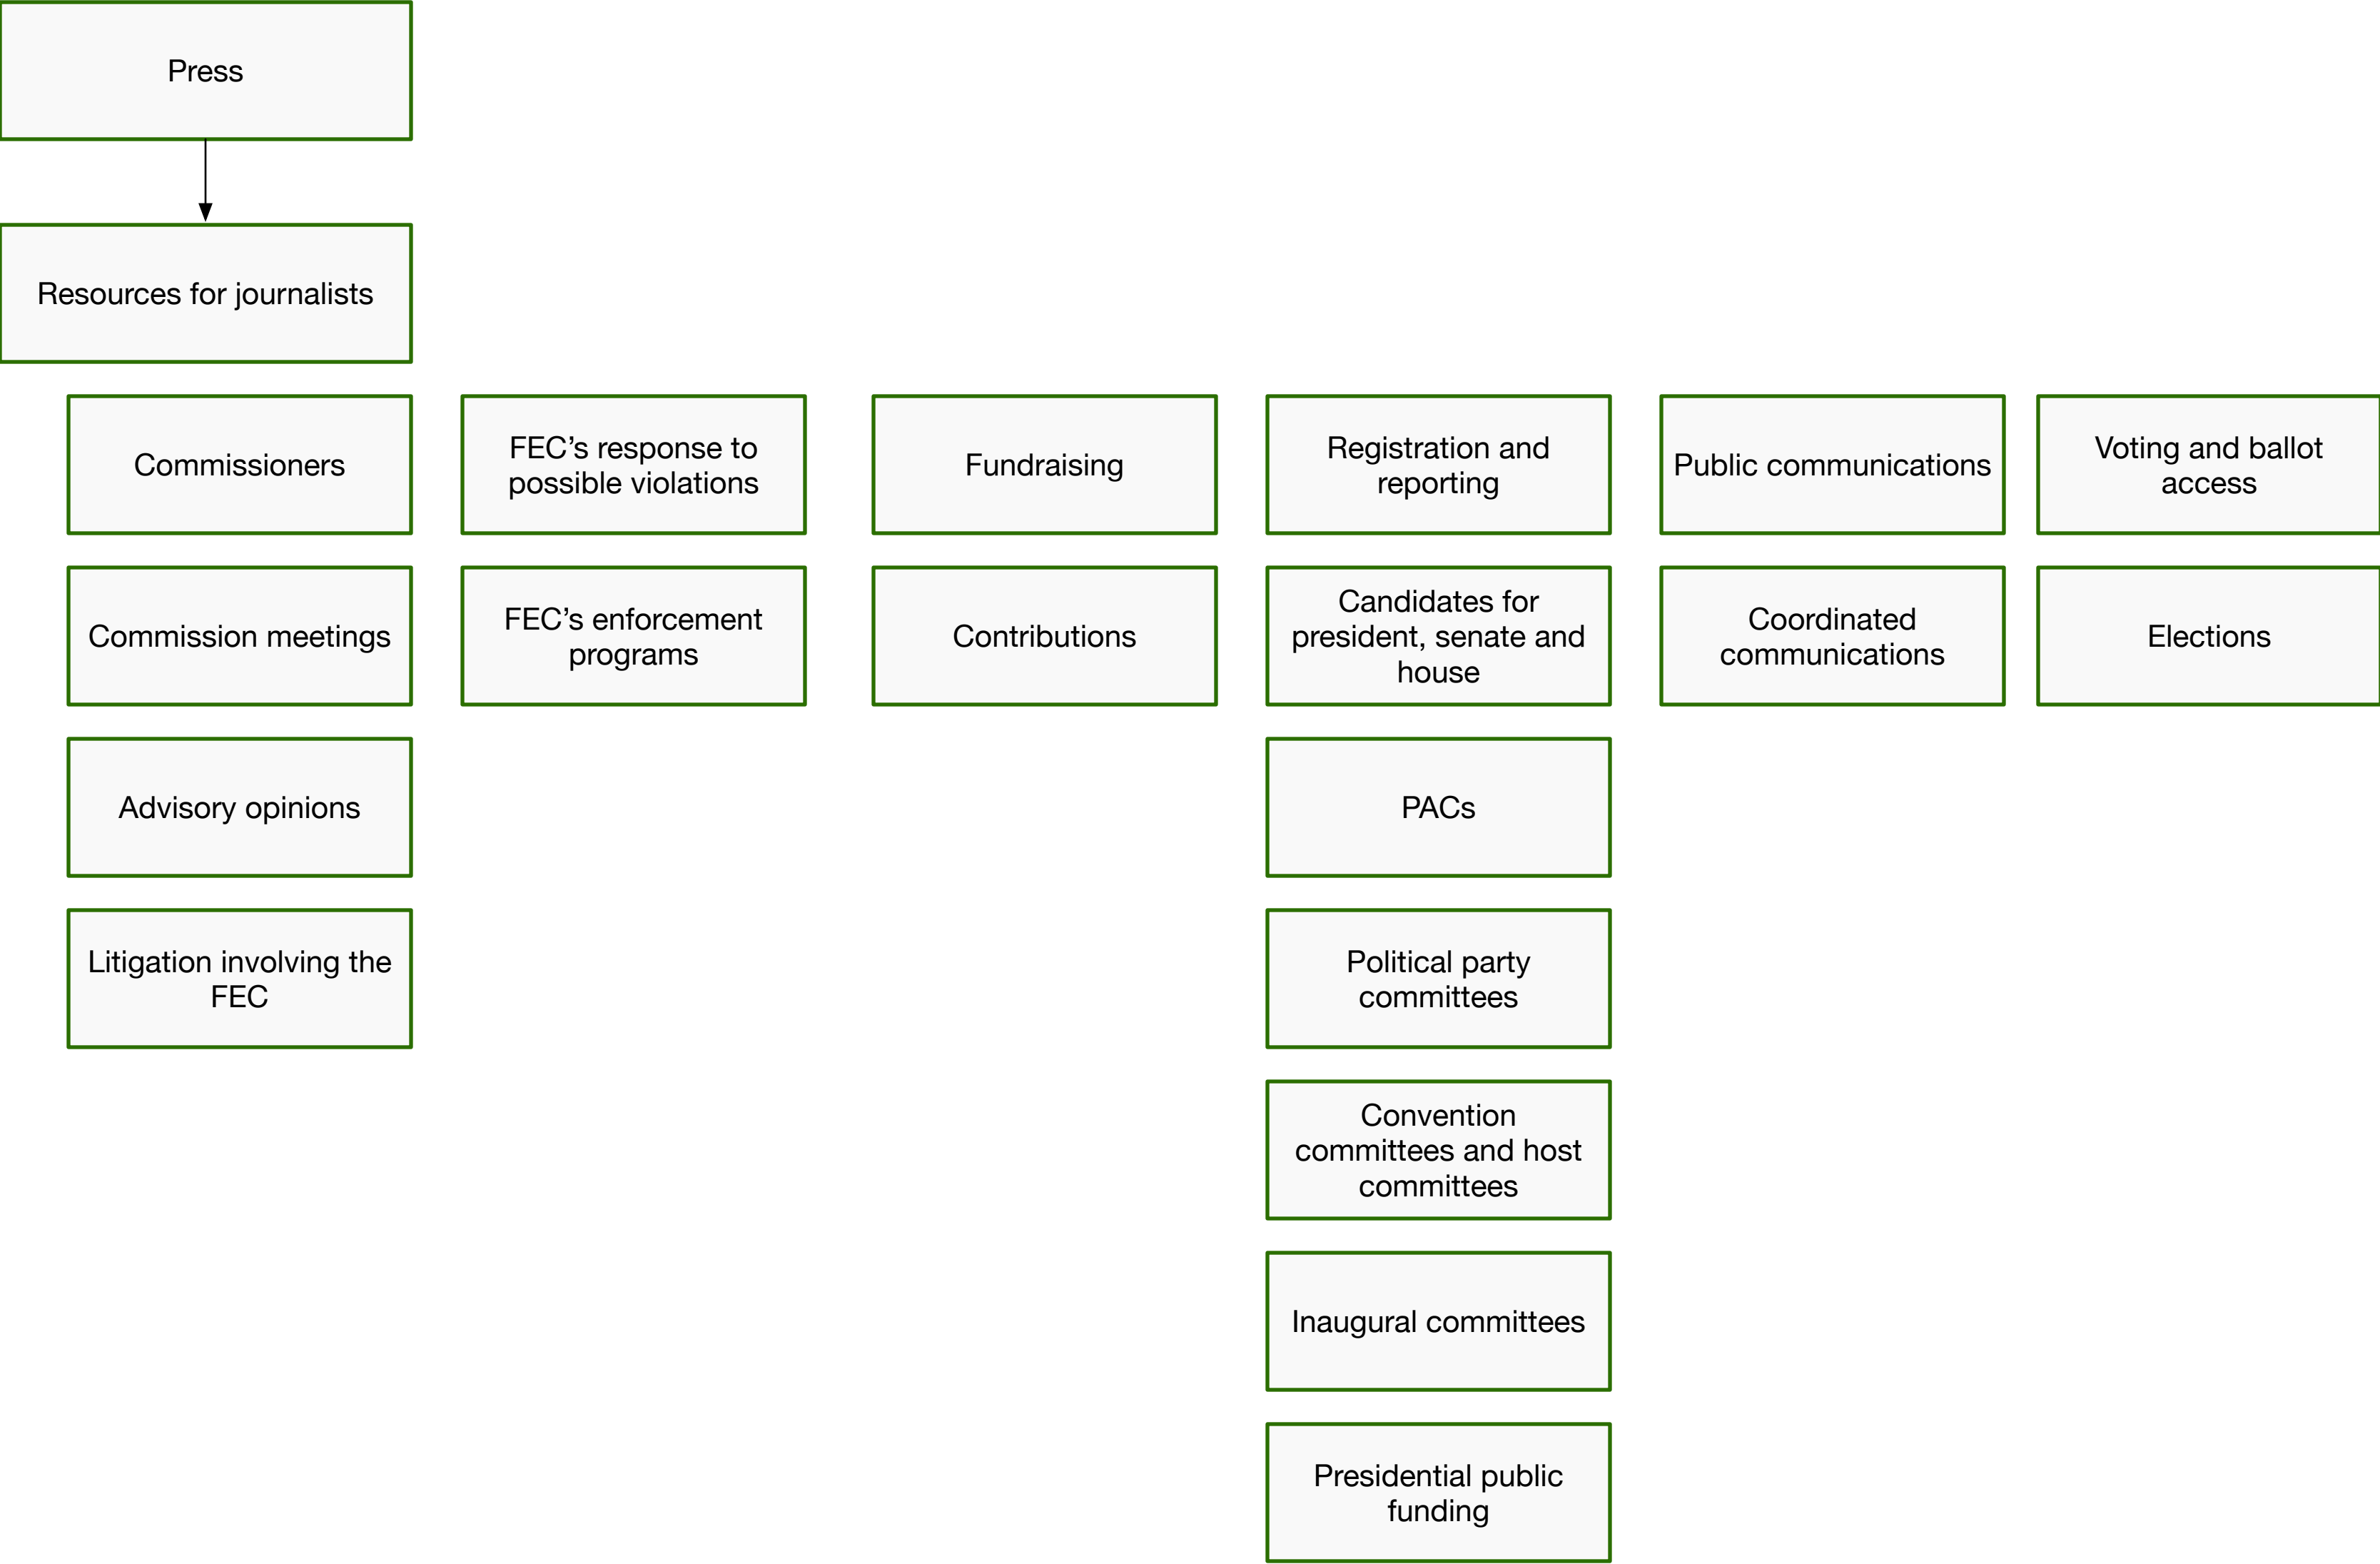 Press
Resources for journalists
Commissioners
FEC’s response to
possible violations
Fundraising
Registration and
reporting
Public communications
Voting and ballot
access
Commission meetings
FEC’s enforcement
programs
Contributions
Candidates for
president, senate and
house
Coordinated
communications
Elections
Advisory opinions
PACs
Litigation involving the
FEC
Political party
committees
Convention
committees and host
committees
Inaugural committees
Presidential public
funding